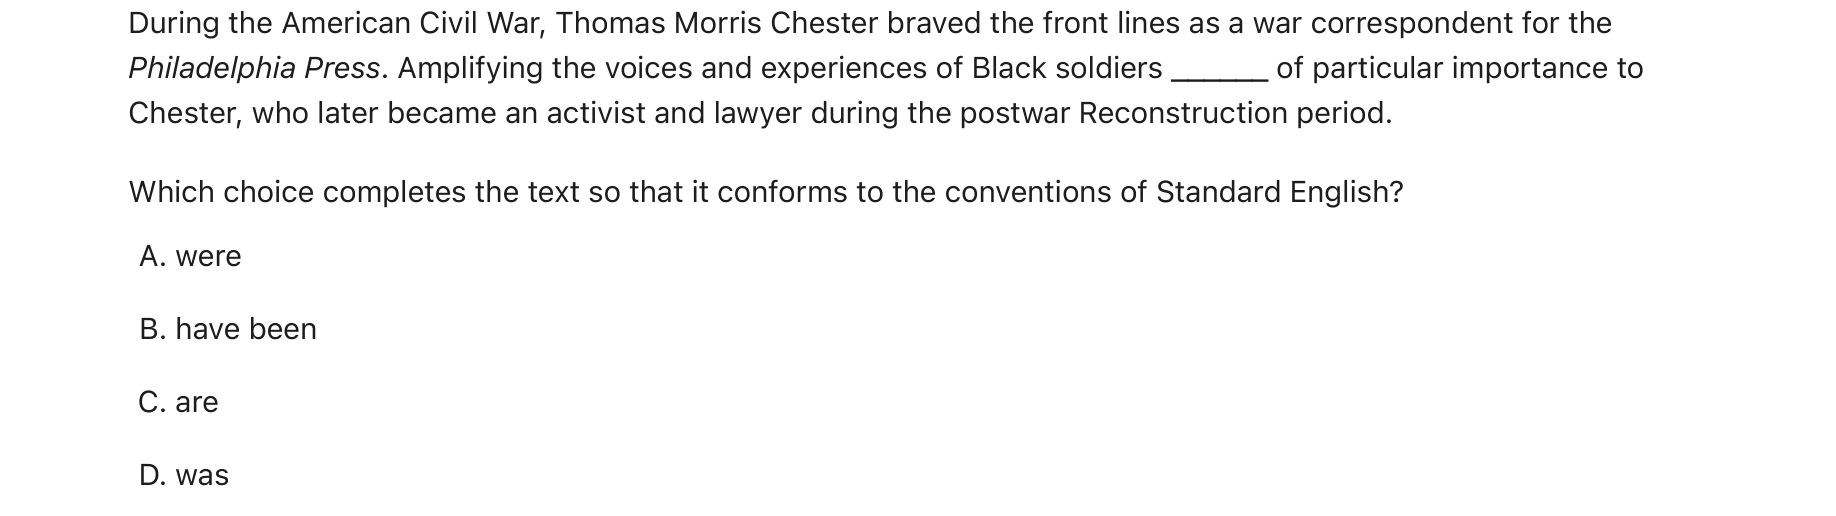 During the American Civil War, Thomas Morris Chester braved the front lines as a war correspondent for the
Philadelphia Press. Amplifying the voices and experiences of Black soldiers ______ of particular importance to
Chester, who later became an activist and lawyer during the postwar Reconstruction period.
Which choice completes the text so that it conforms to the conventions of Standard English?
A. were
B. have been
C. are
D. was